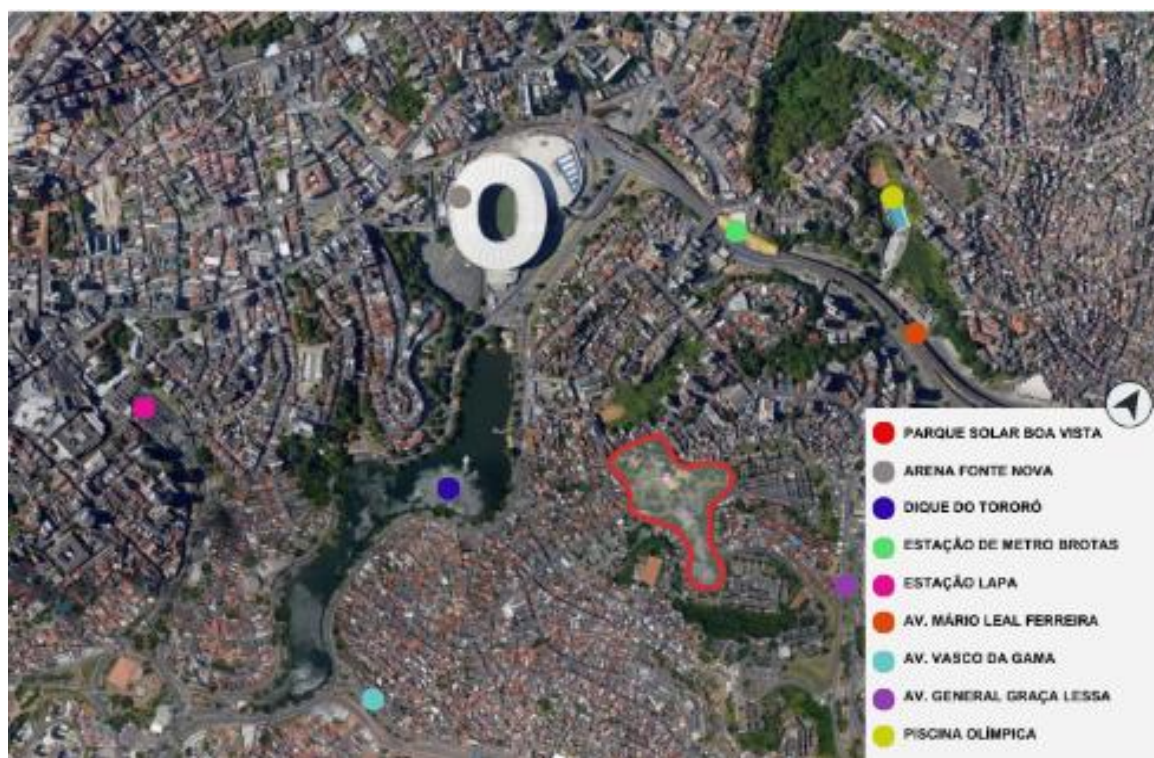 PARQUE SOLAR BOA VISTA
ARENA FONTE NOVA
DIQUE DO TORORÓ
ESTAÇÃO DE METRO BROTAS
ESTAÇÃO LAPA
AV. MÁRIO LEAL FERREIRA
AV. VASCO DA GAMA
AV. GENERAL GRAÇA LESSA
PISCINA OLÍMPICA